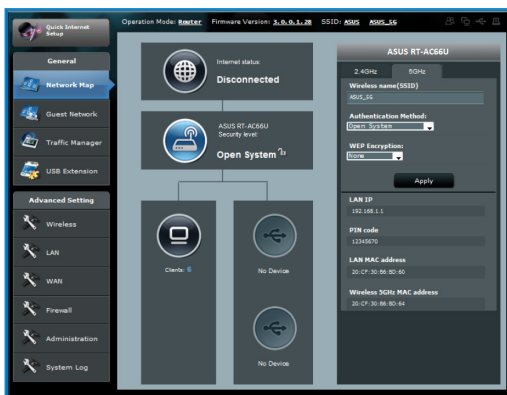 Quick Internet
Setup
Operation Mode: Router Firmware Version: 3.0.0.1.28 SSID: ASUS ASUS_5G
General
Network Map
Guest Network
Traffic Manager
USB Extension
Advanced Setting
Wireless
LAN
WAN
Firewall
Administration
System Log
Internet status:
Disconnected
ASUS RT-AC66U
Security level:
Open System
Clients: 6
No Device
No Device
ASUS RT-AC66U
2.4GHz 5GHz
Wireless name(SSID)
ASUS_5G
Authentication Method:
Open System
WEP Encryption:
None
Apply
LAN IP
192.168.1.1
PIN code
12345670
LAN MAC address
20:CF:30:B6:BD:60
Wireless 5GHz MAC address
20:CF:30:B6:BD:64